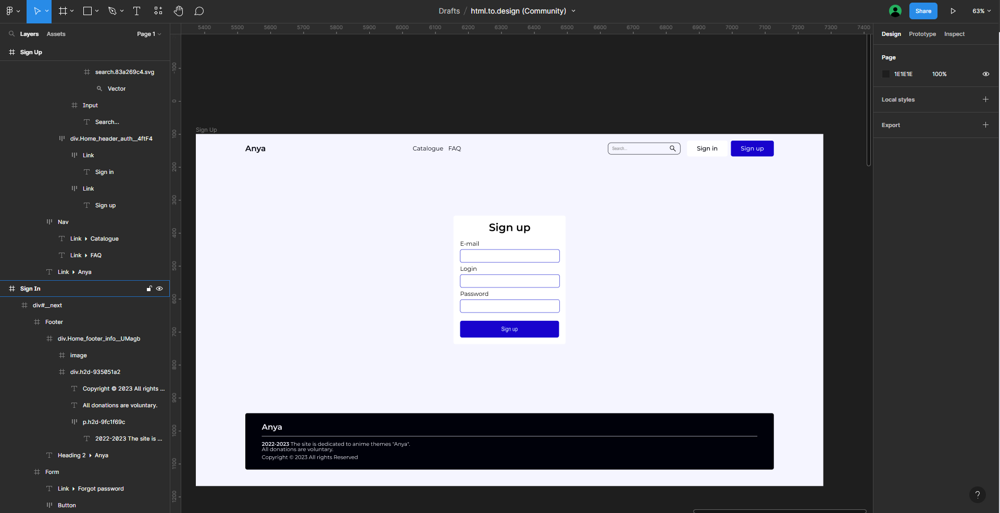 Drafts / html.to.design (Community)
Share
63%
Layers
Assets
Page 1
Sign Up
search.83a269c4.svg
Vector
Input
Search...
div.Home_header_auth__4ftF4
Link
Sign in
Link
Sign up
Nav
Link ▸ Catalogue
Link ▸ FAQ
Link ▸ Anya
Sign In
div#__next
Footer
div.Home_footer_info__UMagb
image
div.h2d-935051a2
Copyright © 2023 All rights ...
All donations are voluntary.
p.h2d-9fc1f69c
2022-2023 The site is ...
Heading 2 ▸ Anya
Form
Link ▸ Forgot password
Button
5400 5500 5600 5700 5800 5900 6000 6100 6200 6300 6400 6500 6600 6700 6800 6900 7000 7100 7200 7300 7400
-100
0
100
200
300
400
500
600
700
800
900
1000
1100
1200
Sign Up
Anya
Catalogue FAQ
Search...
Sign in
Sign up
Sign up
E-mail
Login
Password
Sign up
Anya
2022-2023 The site is dedicated to anime themes "Anya".
All donations are voluntary.
Copyright © 2023 All rights Reserved
Design
Prototype
Inspect
Page
1E1E1E
100%
Local styles
Export
?